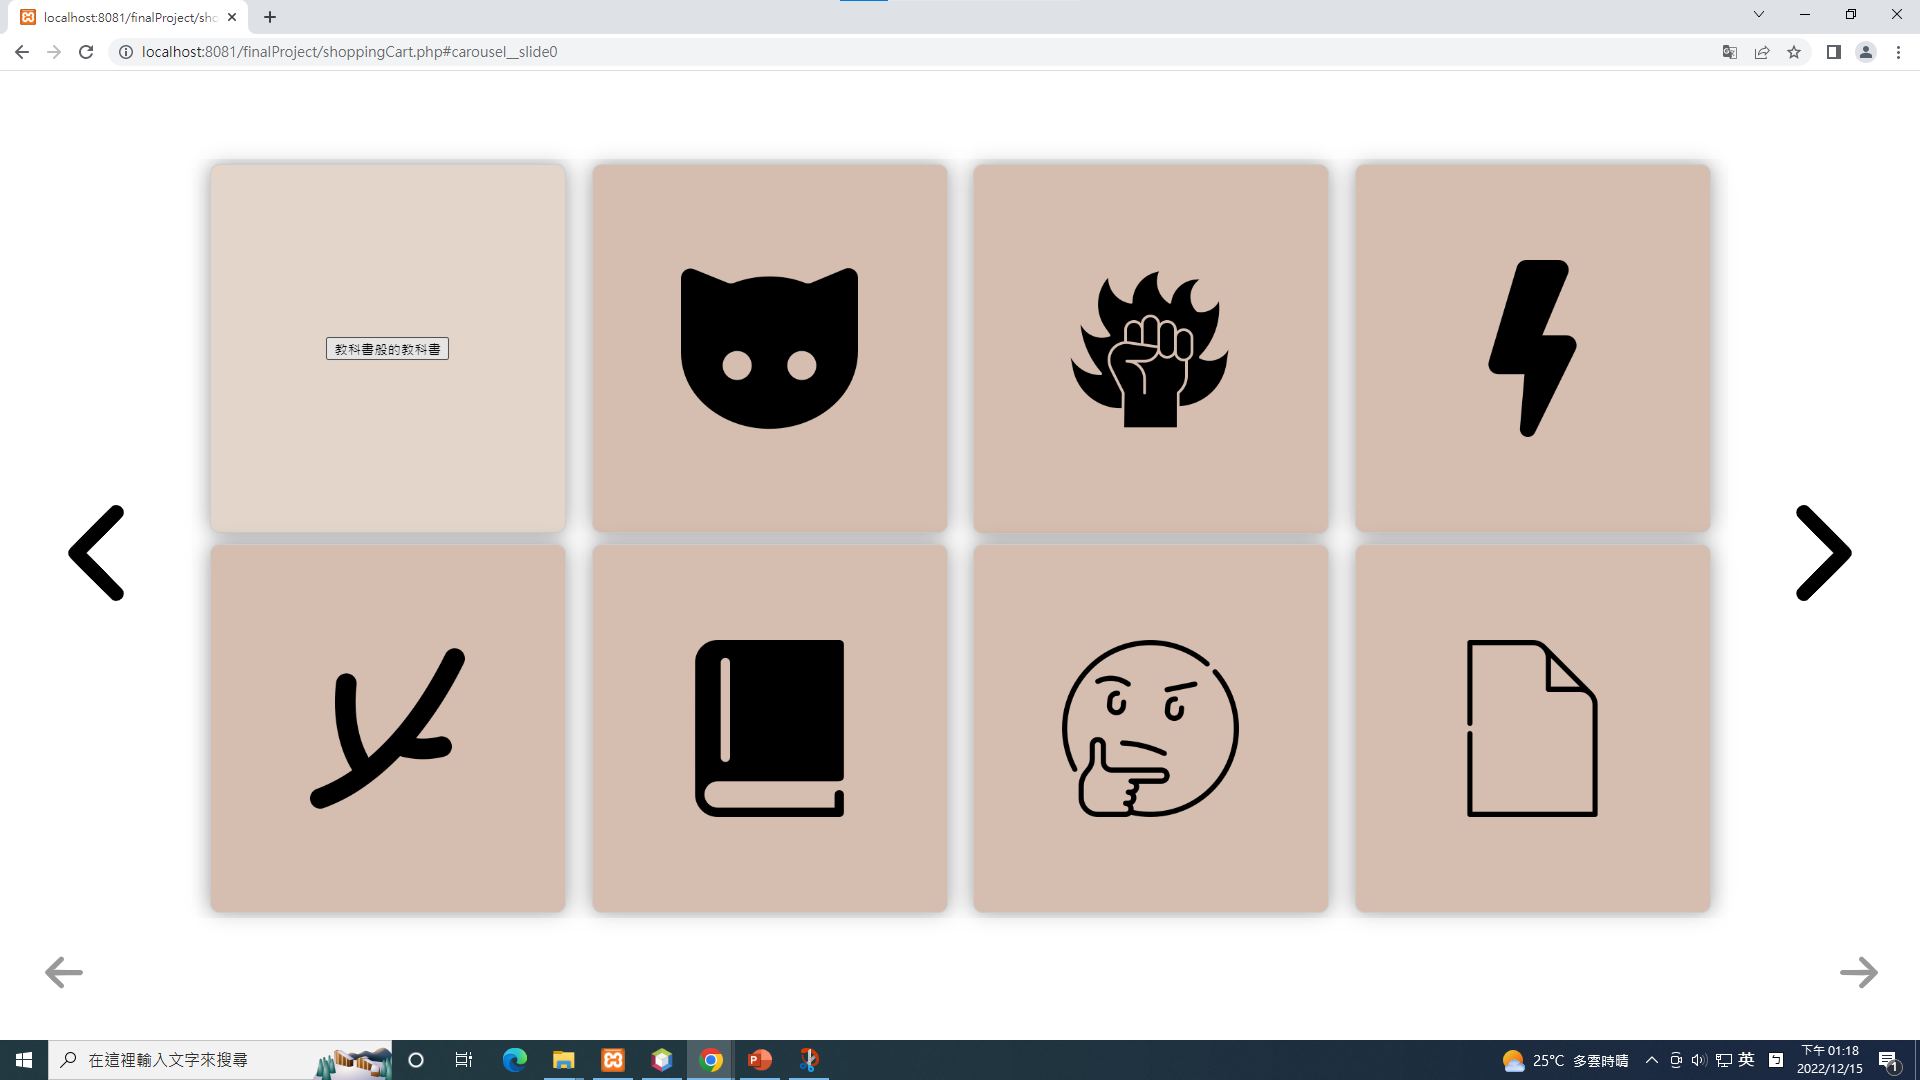 localhost:8081/finalProject/sho
localhost:8081/finalProject/shoppingCart.php#carousel__slide0
教科書般的教科書
在這裡輸入文字來搜尋
25°C 多雲時晴
英
下午 01:18
2022/12/15
1